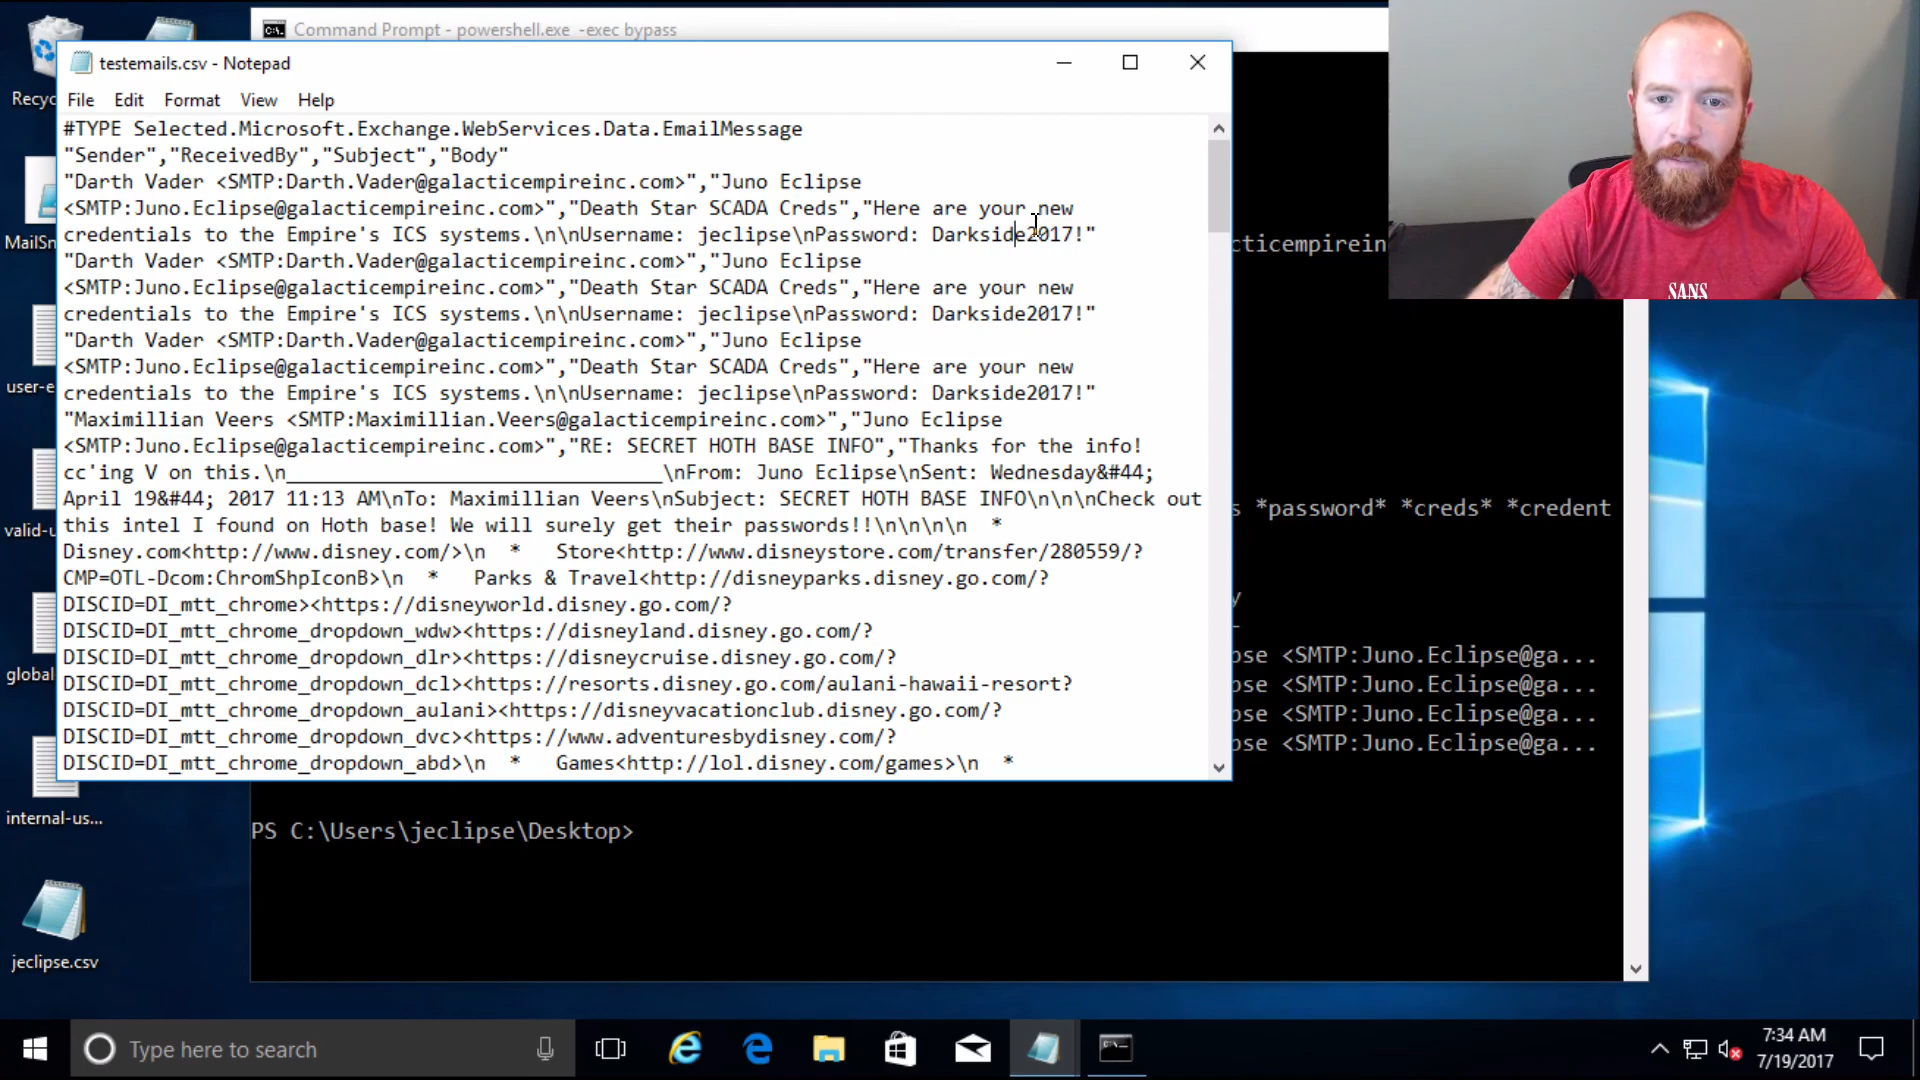 Command Prompt - powershell.exe  -exec bypass
testemails.csv - Notepad
File Edit Format View Help
#TYPE Selected.Microsoft.Exchange.WebServices.Data.EmailMessage
"Sender","ReceivedBy","Subject","Body"
"Darth Vader <SMTP:Darth.Vader@galacticempireinc.com>","Juno Eclipse
<SMTP:Juno.Eclipse@galacticempireinc.com>","Death Star SCADA Creds","Here are your new
credentials to the Empire's ICS systems.\n\nUsername: jeclipse\nPassword: Darkside2017!"
"Darth Vader <SMTP:Darth.Vader@galacticempireinc.com>","Juno Eclipse
<SMTP:Juno.Eclipse@galacticempireinc.com>","Death Star SCADA Creds","Here are your new
credentials to the Empire's ICS systems.\n\nUsername: jeclipse\nPassword: Darkside2017!"
"Darth Vader <SMTP:Darth.Vader@galacticempireinc.com>","Juno Eclipse
<SMTP:Juno.Eclipse@galacticempireinc.com>","Death Star SCADA Creds","Here are your new
credentials to the Empire's ICS systems.\n\nUsername: jeclipse\nPassword: Darkside2017!"
"Maximillian Veers <SMTP:Maximillian.Veers@galacticempireinc.com>","Juno Eclipse
<SMTP:Juno.Eclipse@galacticempireinc.com>","RE: SECRET HOTH BASE INFO","Thanks for the info!
cc'ing V on this.\n________________________________\nFrom: Juno Eclipse\nSent: Wednesday&#44;
April 19&#44; 2017 11:13 AM\nTo: Maximillian Veers\nSubject: SECRET HOTH BASE INFO\n\n\nCheck out
this intel I found on Hoth base! We will surely get their passwords!!\n\n\n\n  *
Disney.com<http://www.disney.com/>\n  *   Store<http://www.disneystore.com/transfer/280559/?
CMP=OTL-Dcom:ChromShpIconB>\n  *   Parks & Travel<http://disneyparks.disney.go.com/?
DISCID=DI_mtt_chrome><https://disneyworld.disney.go.com/?
DISCID=DI_mtt_chrome_dropdown_wdw><https://disneyland.disney.go.com/?
DISCID=DI_mtt_chrome_dropdown_dlr><https://disneycruise.disney.go.com/?
DISCID=DI_mtt_chrome_dropdown_dcl><https://resorts.disney.go.com/aulani-hawaii-resort?
DISCID=DI_mtt_chrome_dropdown_aulani><https://disneyvacationclub.disney.go.com/?
DISCID=DI_mtt_chrome_dropdown_dvc><https://www.adventuresbydisney.com/?
DISCID=DI_mtt_chrome_dropdown_abd>\n  *   Games<http://lol.disney.com/games>\n  *
cticempirein
s *password* *creds* *credent
y
pse <SMTP:Juno.Eclipse@ga...
pse <SMTP:Juno.Eclipse@ga...
pse <SMTP:Juno.Eclipse@ga...
pse <SMTP:Juno.Eclipse@ga...
PS C:\Users\jeclipse\Desktop>
Recyc
MailSn
user-e
valid-u
global
internal-us...
jeclipse.csv
SANS
Type here to search
7:34 AM
7/19/2017